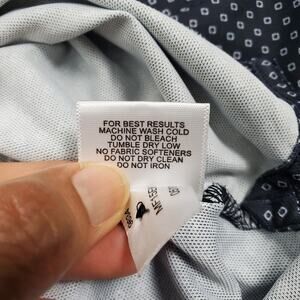 FOR BEST RESULTS
MACHINE WASH COLD
DO NOT BLEACH
TUMBLE DRY LOW
NO FABRIC SOFTENERS
DO NOT DRY CLEAN
DO NOT IRON